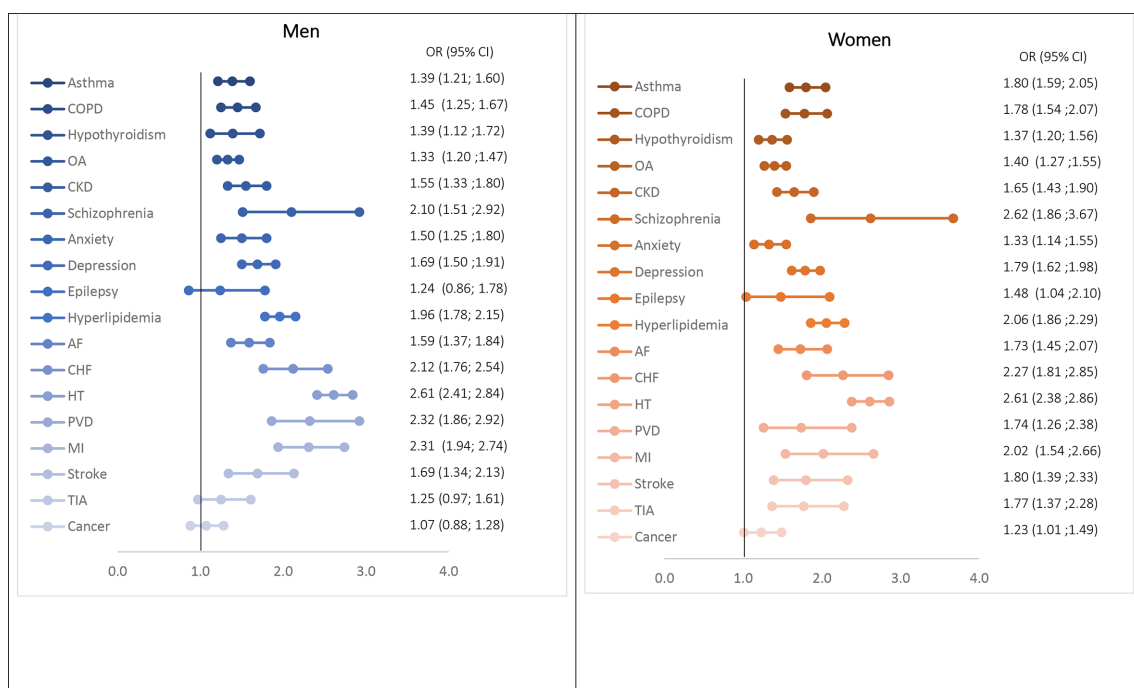 Men
OR (95% CI)
Asthma 1.39 (1.21; 1.60)
COPD 1.45 (1.25; 1.67)
Hypothyroidism 1.39 (1.12; 1.72)
OA 1.33 (1.20 ;1.47)
CKD 1.55 (1.33; 1.80)
Schizophrenia 2.10 (1.51 ;2.92)
Anxiety 1.50 (1.25; 1.80)
Depression 1.69 (1.50 ;1.91)
Epilepsy 1.24 (0.86; 1.78)
Hyperlipidemia 1.96 (1.78; 2.15)
AF 1.59 (1.37; 1.84)
CHF 2.12 (1.76; 2.54)
HT 2.61 (2.41; 2.84)
PVD 2.32 (1.86; 2.92)
MI 2.31 (1.94; 2.74)
Stroke 1.69 (1.34; 2.13)
TIA 1.25 (0.97; 1.61)
Cancer 1.07 (0.88; 1.28)
0.0 1.0 2.0 3.0 4.0
Women
OR (95% CI)
Asthma 1.80 (1.59; 2.05)
COPD 1.78 (1.54; 2.07)
Hypothyroidism 1.37 (1.20; 1.56)
OA 1.40 (1.27 ;1.55)
CKD 1.65 (1.43; 1.90)
Schizophrenia 2.62 (1.86; 3.67)
Anxiety 1.33 (1.14; 1.55)
Depression 1.79 (1.62; 1.98)
Epilepsy 1.48 (1.04 ;2.10)
Hyperlipidemia 2.06 (1.86; 2.29)
AF 1.73 (1.45; 2.07)
CHF 2.27 (1.81; 2.85)
HT 2.61 (2.38; 2.86)
PVD 1.74 (1.26; 2.38)
MI 2.02 (1.54 ;2.66)
Stroke 1.80 (1.39; 2.33)
TIA 1.77 (1.37; 2.28)
Cancer 1.23 (1.01 ;1.49)
0.0 1.0 2.0 3.0 4.0